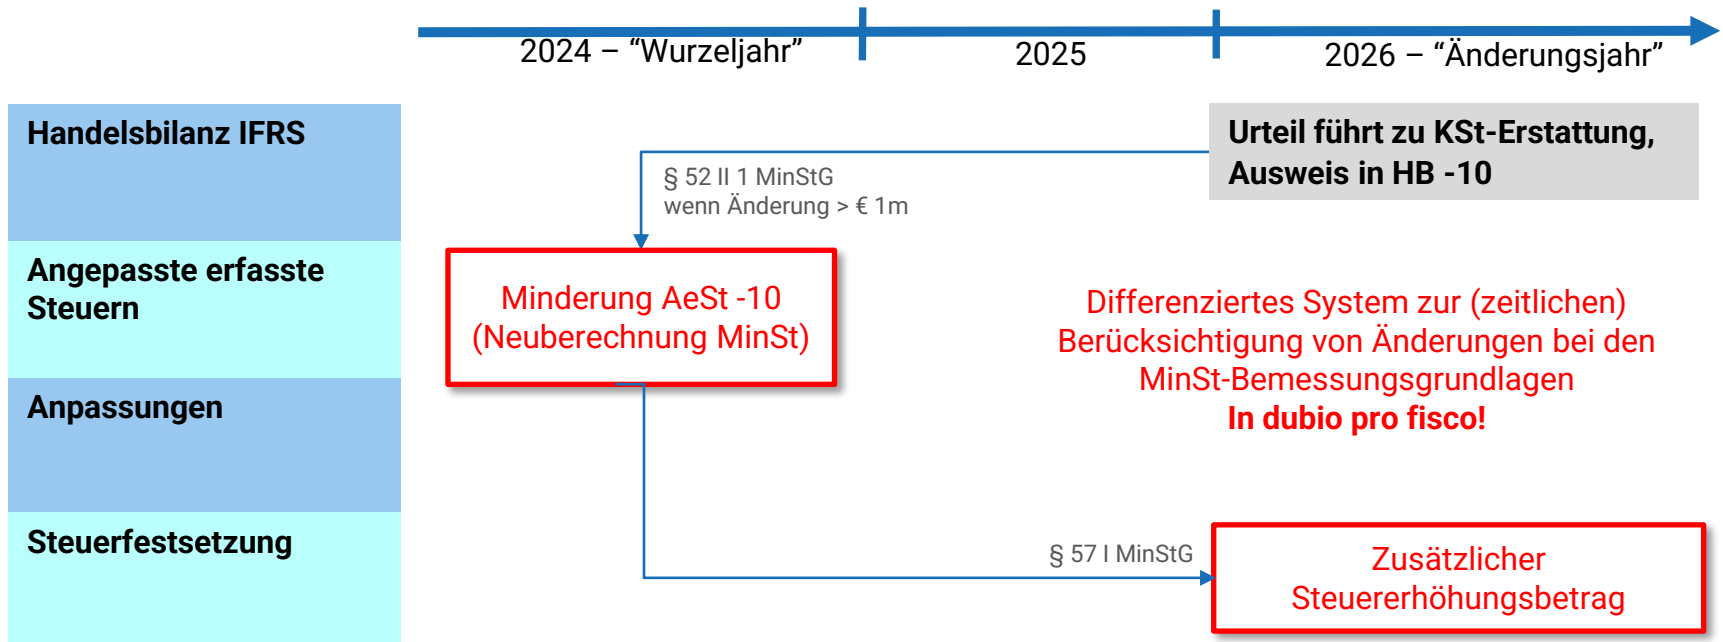 2024 – “Wurzeljahr”
2025
2026 – “Änderungsjahr”
Handelsbilanz IFRS
Urteil führt zu KSt-Erstattung,
Ausweis in HB -10
§ 52 II 1 MinStG
wenn Änderung > € 1m
Angepasste erfasste
Steuern
Minderung AeSt -10
(Neuberechnung MinSt)
Differenziertes System zur (zeitlichen)
Berücksichtigung von Änderungen bei den
MinSt-Bemessungsgrundlagen
In dubio pro fisco!
Anpassungen
Steuerfestsetzung
§ 57 I MinStG
Zusätzlicher
Steuererhöhungsbetrag